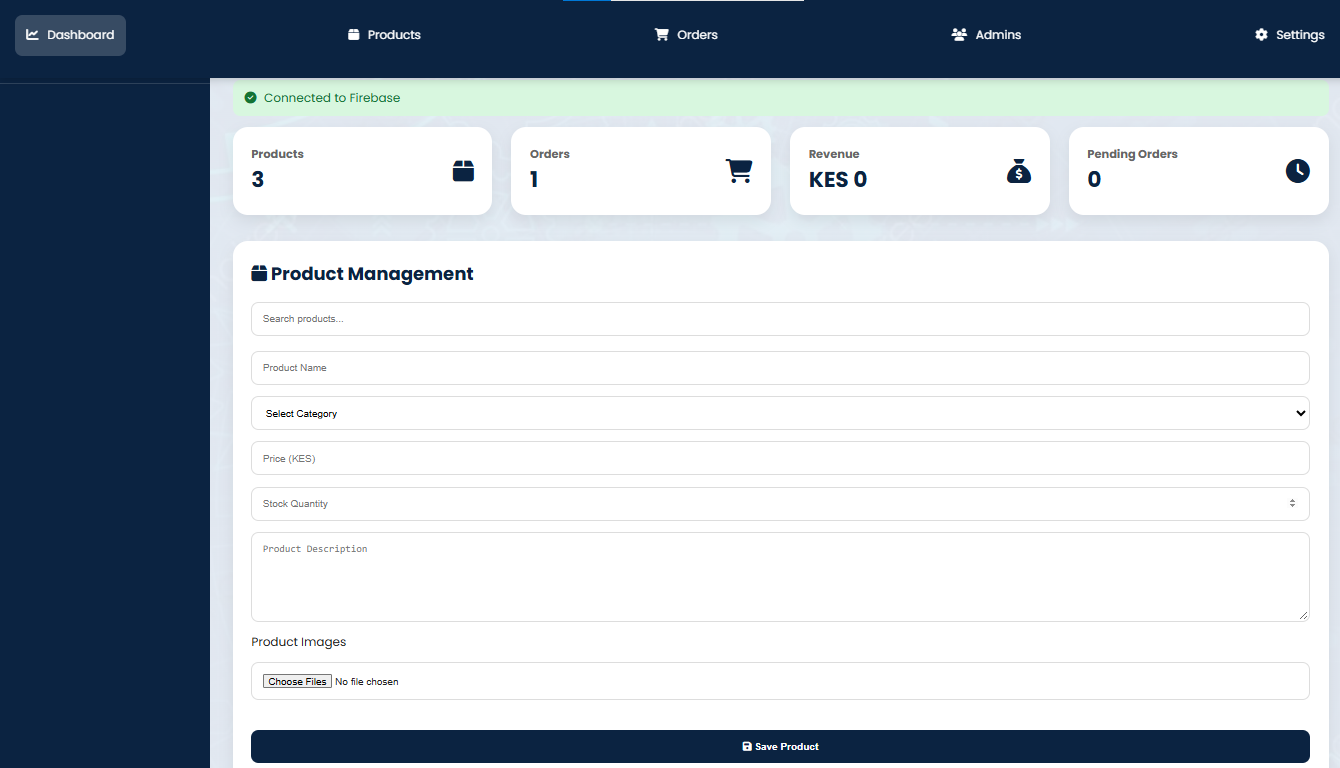 Dashboard Products Orders Admins Settings
Connected to Firebase
Products Orders Revenue Pending Orders
3 1 KES 0 0
Product Management
Search products...
Product Name
Select Category
Price (KES)
Stock Quantity
Product Description
Product Images
Choose Files No file chosen
Save Product